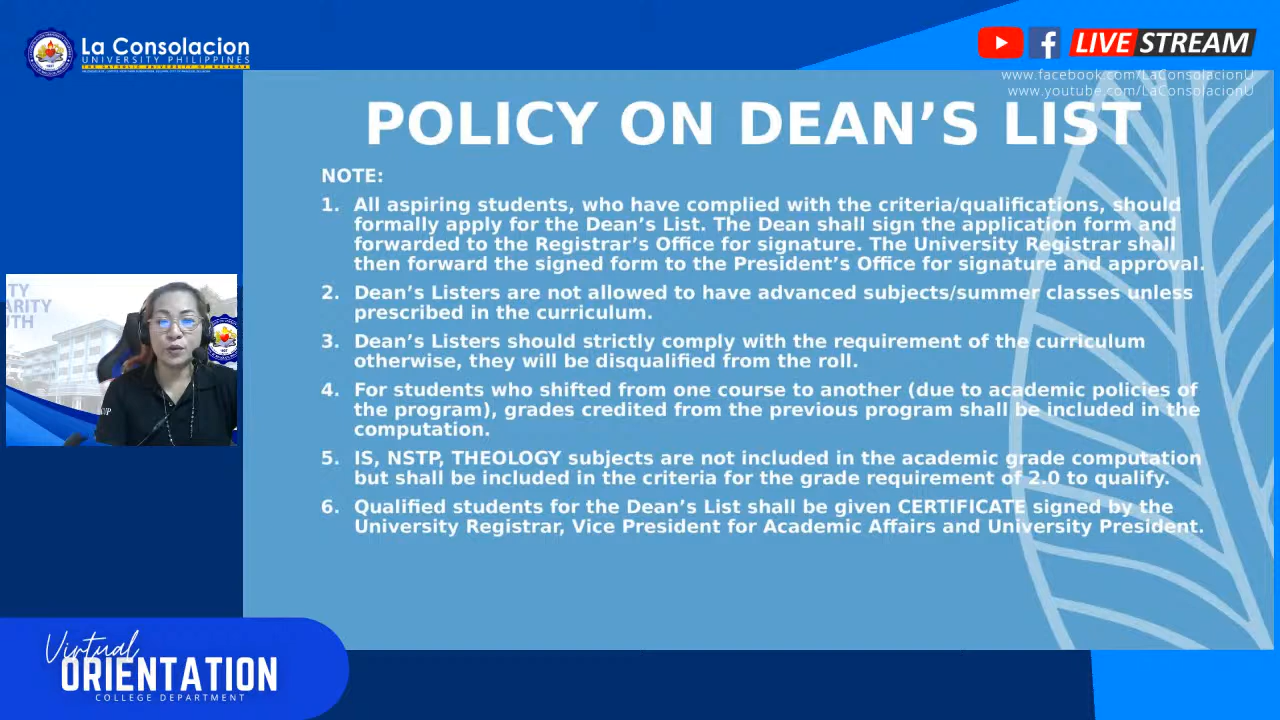 La Consolacion
UNIVERSITY PHILIPPINES
LIVE STREAM
www.facebook.com/LaConsolacionU
www.youtube.com/LaConsolacionU
POLICY ON DEAN’S LIST
NOTE:
1. All aspiring students, who have complied with the criteria/qualifications, should
formally apply for the Dean’s List. The Dean shall sign the application form and
forwarded to the Registrar’s Office for signature. The University Registrar shall
then forward the signed form to the President’s Office for signature and approval.
2. Dean’s Listers are not allowed to have advanced subjects/summer classes unless
prescribed in the curriculum.
3. Dean’s Listers should strictly comply with the requirement of the curriculum
otherwise, they will be disqualified from the roll.
4. For students who shifted from one course to another (due to academic policies of
the program), grades credited from the previous program shall be included in the
computation.
5. IS, NSTP, THEOLOGY subjects are not included in the academic grade computation
but shall be included in the criteria for the grade requirement of 2.0 to qualify.
6. Qualified students for the Dean’s List shall be given CERTIFICATE signed by the
University Registrar, Vice President for Academic Affairs and University President.
TY
ARITY
UTH
Virtual
ORIENTATION
COLLEGE DEPARTMENT